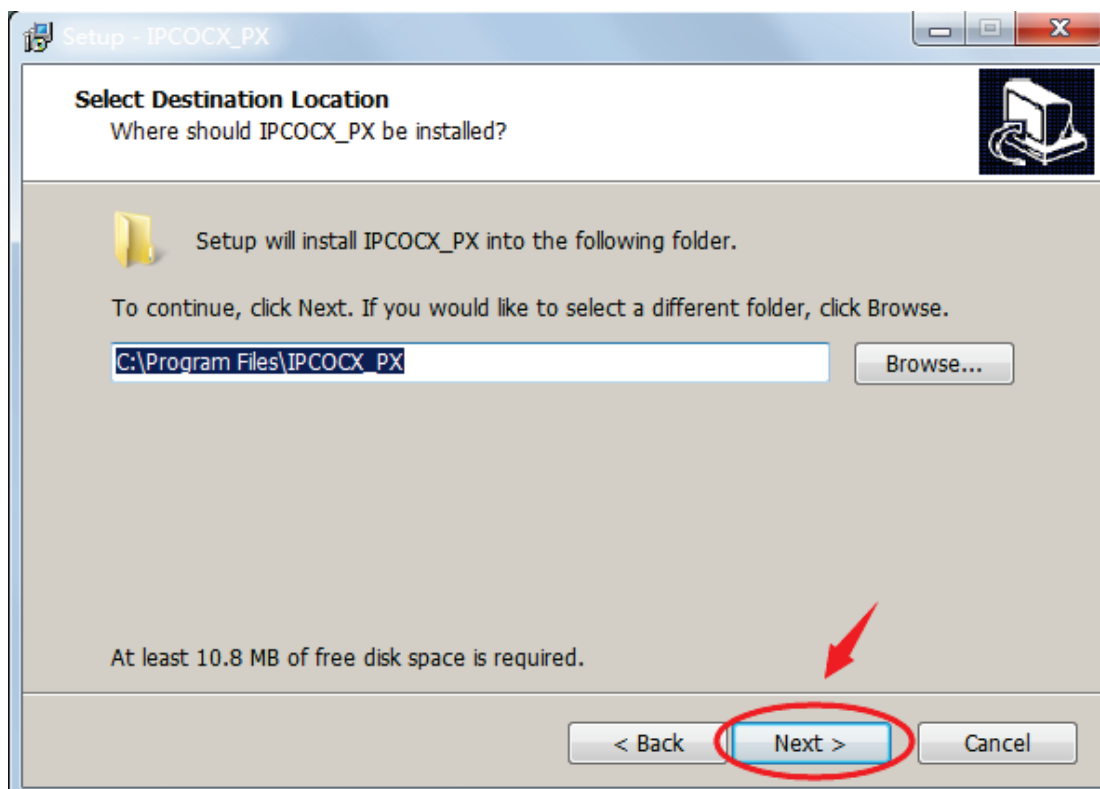 Setup - IPCOCX_PX
Select Destination Location
Where should IPCOCX_PX be installed?
Setup will install IPCOCX_PX into the following folder.
To continue, click Next. If you would like to select a different folder, click Browse.
C:\Program Files\IPCOCX_PX
Browse...
At least 10.8 MB of free disk space is required.
< Back
Next >
Cancel